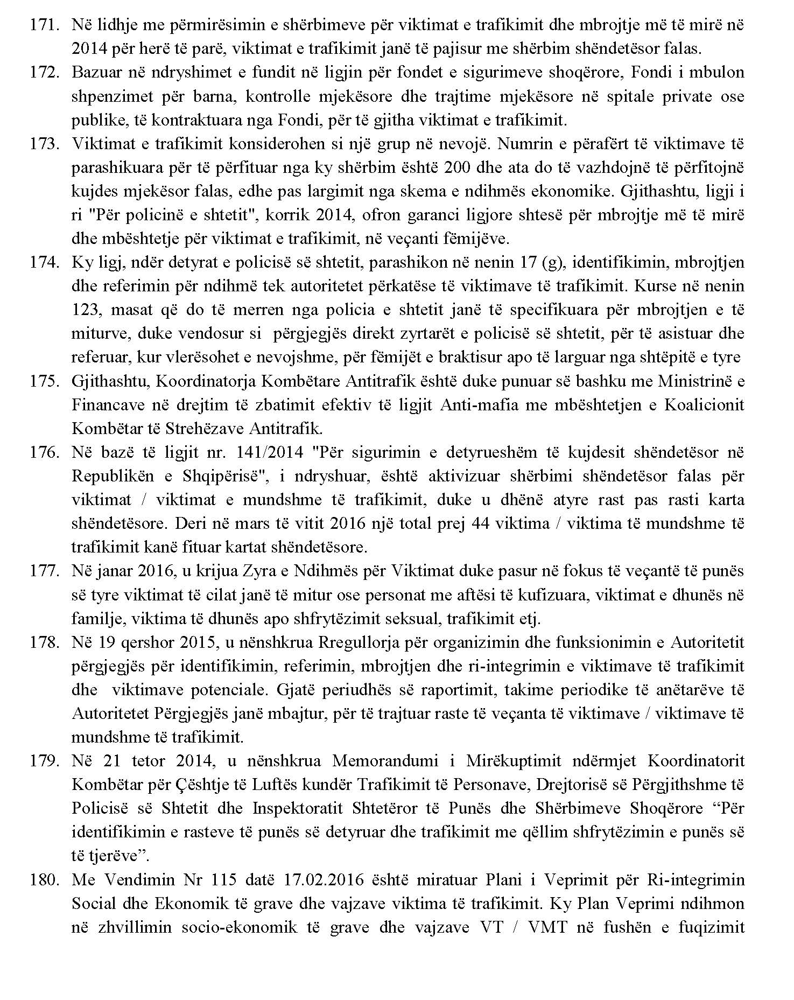 171. Në lidhje me përmirësimin e shërbimeve për viktimat e trafikimit dhe mbrojtje më të mirë në
2014 për herë të parë, viktimat e trafikimit janë të pajisur me shërbim shëndetësor falas.
172. Bazuar në ndryshimet e fundit në ligjin për fondet e sigurimeve shoqërore, Fondi i mbulon
shpenzimet për barna, kontrolle mjekësore dhe trajtime mjekësore në spitale private ose
publike, të kontraktuara nga Fondi, për të gjitha viktimat e trafikimit.
173. Viktimat e trafikimit konsiderohen si një grup në nevojë. Numrin e përafërt të viktimave të
parashikuara për të përfituar nga ky shërbim është 200 dhe ata do të vazhdojnë të përfitojnë
kujdes mjekësor falas, edhe pas largimit nga skema e ndihmës ekonomike. Gjithashtu, ligji i
ri "Për policinë e shtetit", korrik 2014, ofron garanci ligjore shtesë për mbrojtje më të mirë
dhe mbështetje për viktimat e trafikimit, në veçanti fëmijëve.
174. Ky ligj, ndër detyrat e policisë së shtetit, parashikon në nenin 17 (g), identifikimin, mbrojtjen
dhe referimin për ndihmë tek autoritetet përkatëse të viktimave të trafikimit. Kurse në nenin
123, masat që do të merren nga policia e shtetit janë të specifikuara për mbrojtjen e të
miturve, duke vendosur si  përgjegjës direkt zyrtarët e policisë së shtetit, për të asistuar dhe
referuar, kur vlerësohet e nevojshme, për fëmijët e braktisur apo të larguar nga shtëpitë e tyre
175. Gjithashtu, Koordinatorja Kombëtare Antitrafik është duke punuar së bashku me Ministrinë e
Financave në drejtim të zbatimit efektiv të ligjit Anti-mafia me mbështetjen e Koalicionit
Kombëtar të Strehëzave Antitrafik.
176. Në bazë të ligjit nr. 141/2014 "Për sigurimin e detyrueshëm të kujdesit shëndetësor në
Republikën e Shqipërisë", i ndryshuar, është aktivizuar shërbimi shëndetësor falas për
viktimat / viktimat e mundshme të trafikimit, duke u dhënë atyre rast pas rasti karta
shëndetësore. Deri në mars të vitit 2016 një total prej 44 viktima / viktima të mundshme të
trafikimit kanë fituar kartat shëndetësore.
177. Në janar 2016, u krijua Zyra e Ndihmës për Viktimat duke pasur në fokus të veçantë të punës
së tyre viktimat të cilat janë të mitur ose personat me aftësi të kufizuara, viktimat e dhunës në
familje, viktima të dhunës apo shfrytëzimit seksual, trafikimit etj.
178. Në 19 qershor 2015, u nënshkrua Rregullorja për organizimin dhe funksionimin e Autoritetit
përgjegjës për identifikimin, referimin, mbrojtjen dhe ri-integrimin e viktimave të trafikimit
dhe  viktimave potenciale. Gjatë periudhës së raportimit, takime periodike të anëtarëve të
Autoritetet Përgjegjës janë mbajtur, për të trajtuar raste të veçanta të viktimave / viktimave të
mundshme të trafikimit.
179. Në 21 tetor 2014, u nënshkrua Memorandumi i Mirëkuptimit ndërmjet Koordinatorit
Kombëtar për Çështje të Luftës kundër Trafikimit të Personave, Drejtorisë së Përgjithshme të
Policisë së Shtetit dhe Inspektoratit Shtetëror të Punës dhe Shërbimeve Shoqërore “Për
identifikimin e rasteve të punës së detyruar dhe trafikimit me qëllim shfrytëzimin e punës së
të tjerëve”.
180. Me Vendimin Nr 115 datë 17.02.2016 është miratuar Plani i Veprimit për Ri-integrimin
Social dhe Ekonomik të grave dhe vajzave viktima të trafikimit. Ky Plan Veprimi ndihmon
në zhvillimin socio-ekonomik të grave dhe vajzave VT / VMT në fushën e fuqizimit